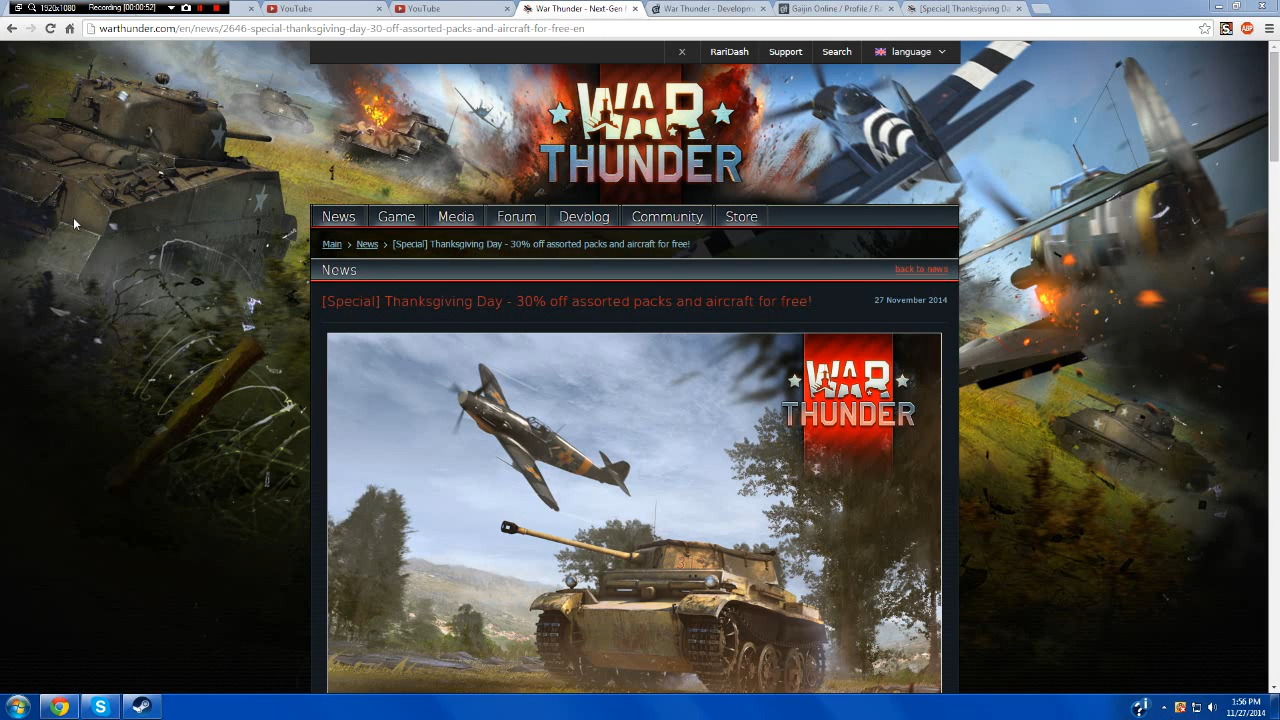 1920x1080 Recording [00:00:52]
YouTube
YouTube
War Thunder - Next-Gen
War Thunder - Developm
Gaijin Online / Profile / Ra
[Special] Thanksgiving Da
warthunder.com/en/news/2646-special-thanksgiving-day-30-off-assorted-packs-and-aircraft-for-free-en
ABP
RariDash Support Search language
WAR
THUNDER
News Game Media Forum Devblog Community Store
Main > News > [Special] Thanksgiving Day - 30% off assorted packs and aircraft for free!
News back to news
[Special] Thanksgiving Day - 30% off assorted packs and aircraft for free! 27 November 2014
WAR
THUNDER
1:56 PM
11/27/2014